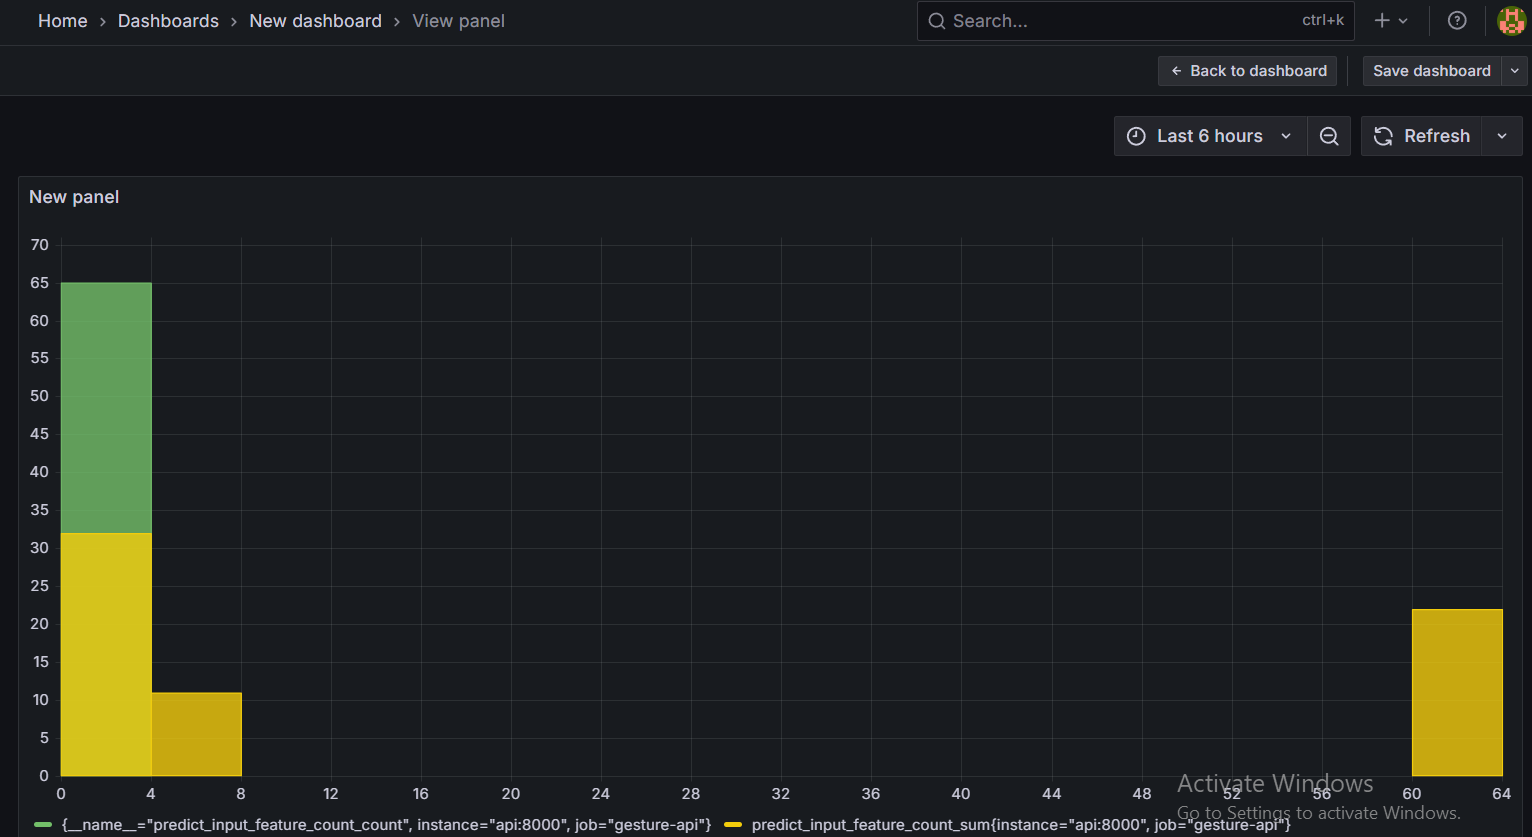 Home › Dashboards › New dashboard › View panel
Search...
ctrl+k
Back to dashboard
Save dashboard
Last 6 hours
Refresh
New panel
70
65
60
55
50
45
40
35
30
25
20
15
10
5
0
0 4 8 12 16 20 24 28 32 36 40 44 48 52 56 60 64
Activate Windows
Go to Settings to activate Windows.
{__name__="predict_input_feature_count_count", instance="api:8000", job="gesture-api"}
predict_input_feature_count_sum{instance="api:8000", job="gesture-api"}